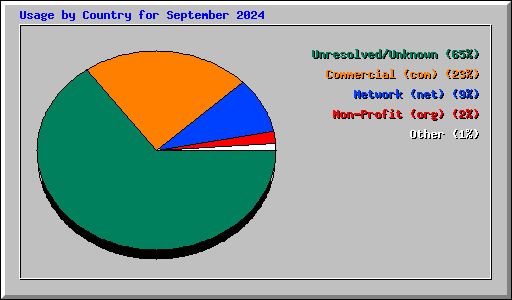 Usage by Country for September 2024
Unresolved/Unknown (65%)
Commercial (com) (23%)
Network (net) (9%)
Non-Profit (org) (2%)
Other (1%)